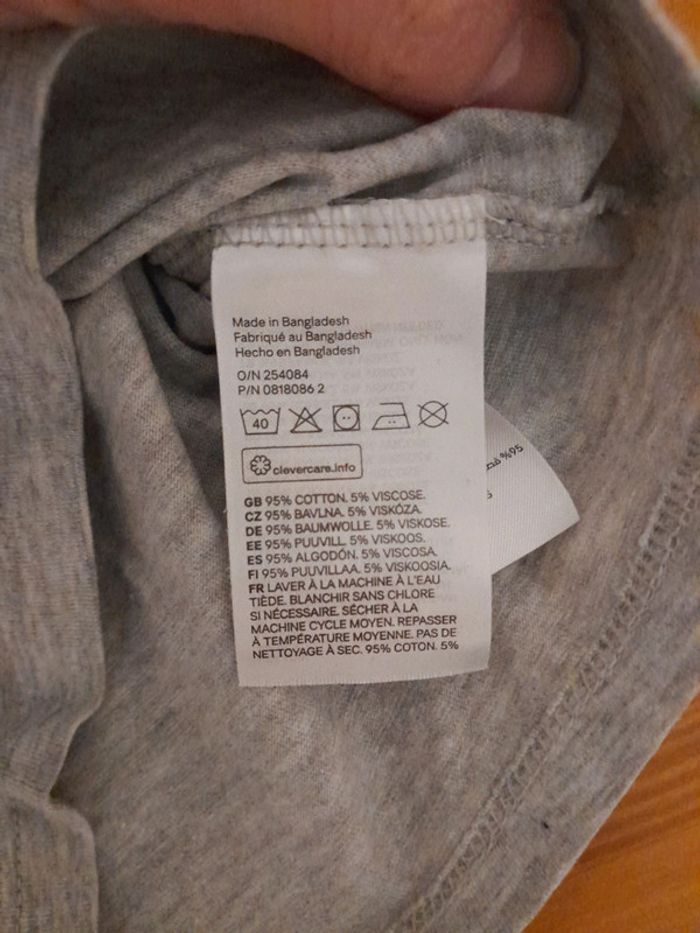 Made in Bangladesh
Fabriqué au Bangladesh
Hecho en Bangladesh
O/N 254084
P/N 0818086 2
40
clevercare.info
GB 95% COTTON. 5% VISCOSE.
CZ 95% BAVLNA. 5% VISKÓZA.
DE 95% BAUMWOLLE. 5% VISKOSE.
EE 95% PUUVILL. 5% VISKOOS.
ES 95% ALGODÓN. 5% VISCOSA.
FI 95% PUUVILLAA. 5% VISKOOSIA.
FR LAVER À LA MACHINE À L'EAU
TIÈDE. BLANCHIR SANS CHLORE
SI NÉCESSAIRE. SÉCHER À LA
MACHINE CYCLE MOYEN. REPASSER
À TEMPÉRATURE MOYENNE. PAS DE
NETTOYAGE À SEC. 95% COTON. 5%
%95